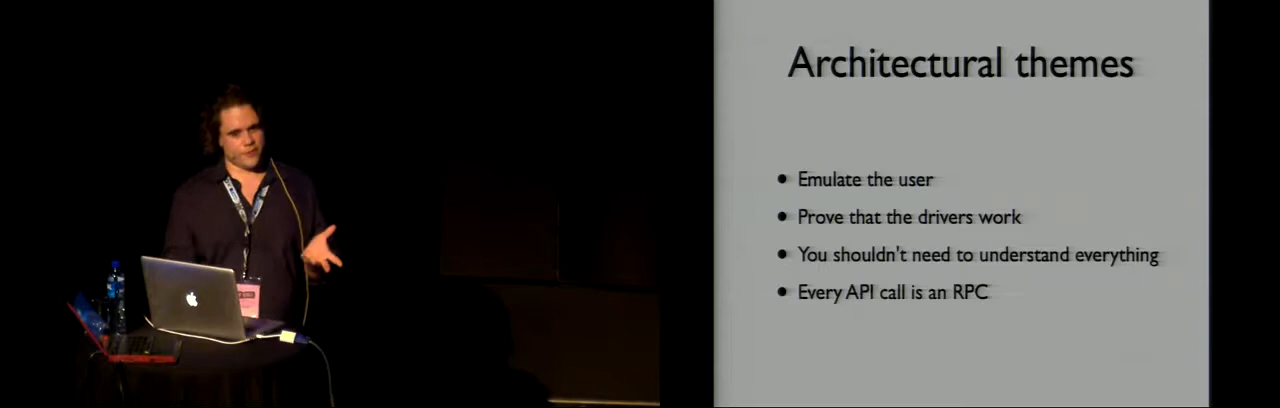 Architectural themes
• Emulate the user
• Prove that the drivers work
• You shouldn't need to understand everything
• Every API call is an RPC